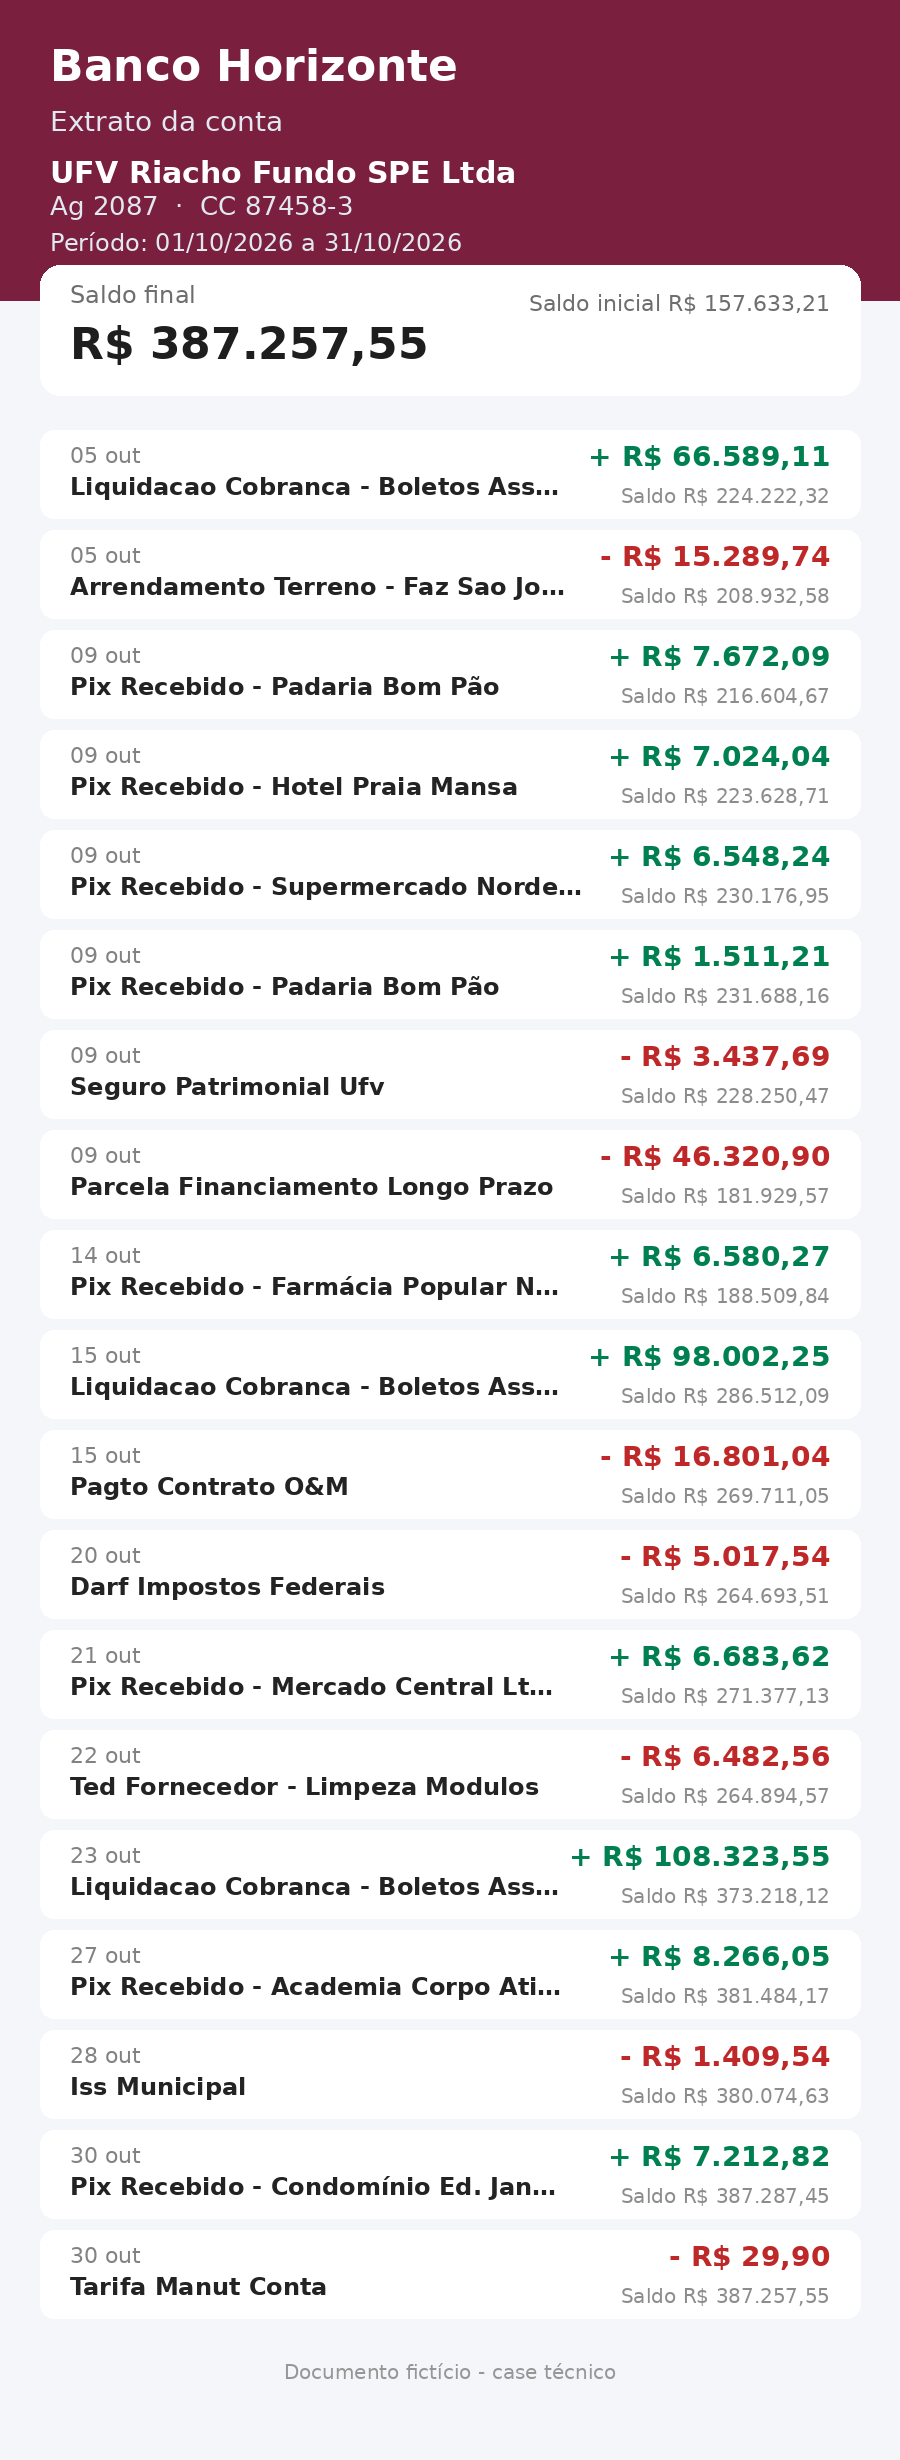 Banco Horizonte
Extrato da conta
UFV Riacho Fundo SPE Ltda
Ag 2087 · CC 87458-3
Período: 01/10/2026 a 31/10/2026
Saldo final
Saldo inicial R$ 157.633,21
R$ 387.257,55
05 out
+ R$ 66.589,11
Liquidacao Cobranca - Boletos Ass...
Saldo R$ 224.222,32
05 out
- R$ 15.289,74
Arrendamento Terreno - Faz Sao Jo...
Saldo R$ 208.932,58
09 out
+ R$ 7.672,09
Pix Recebido - Padaria Bom Pão
Saldo R$ 216.604,67
09 out
+ R$ 7.024,04
Pix Recebido - Hotel Praia Mansa
Saldo R$ 223.628,71
09 out
+ R$ 6.548,24
Pix Recebido - Supermercado Norde...
Saldo R$ 230.176,95
09 out
+ R$ 1.511,21
Pix Recebido - Padaria Bom Pão
Saldo R$ 231.688,16
09 out
- R$ 3.437,69
Seguro Patrimonial Ufv
Saldo R$ 228.250,47
09 out
- R$ 46.320,90
Parcela Financiamento Longo Prazo
Saldo R$ 181.929,57
14 out
+ R$ 6.580,27
Pix Recebido - Farmácia Popular N...
Saldo R$ 188.509,84
15 out
+ R$ 98.002,25
Liquidacao Cobranca - Boletos Ass...
Saldo R$ 286.512,09
15 out
- R$ 16.801,04
Pagto Contrato O&M
Saldo R$ 269.711,05
20 out
- R$ 5.017,54
Darf Impostos Federais
Saldo R$ 264.693,51
21 out
+ R$ 6.683,62
Pix Recebido - Mercado Central Lt...
Saldo R$ 271.377,13
22 out
- R$ 6.482,56
Ted Fornecedor - Limpeza Modulos
Saldo R$ 264.894,57
23 out
+ R$ 108.323,55
Liquidacao Cobranca - Boletos Ass...
Saldo R$ 373.218,12
27 out
+ R$ 8.266,05
Pix Recebido - Academia Corpo Ati...
Saldo R$ 381.484,17
28 out
- R$ 1.409,54
Iss Municipal
Saldo R$ 380.074,63
30 out
+ R$ 7.212,82
Pix Recebido - Condomínio Ed. Jan...
Saldo R$ 387.287,45
30 out
- R$ 29,90
Tarifa Manut Conta
Saldo R$ 387.257,55
Documento fictício - case técnico